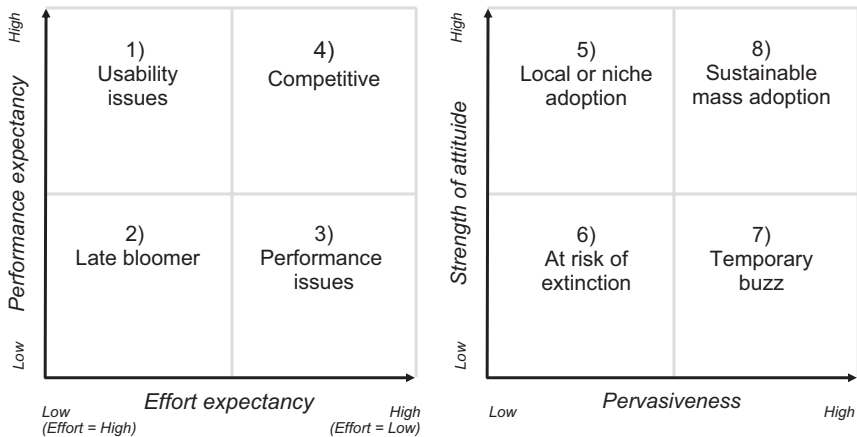 High
Performance expectancy
Low
1)
Usability
issues
4)
Competitive
2)
Late bloomer
3)
Performance
issues
Low
(Effort = High)
Effort expectancy
High
(Effort = Low)
High
Strength of attituide
Low
5)
Local or niche
adoption
8)
Sustainable
mass adoption
6)
At risk of
extinction
7)
Temporary
buzz
Low
Pervasiveness
High